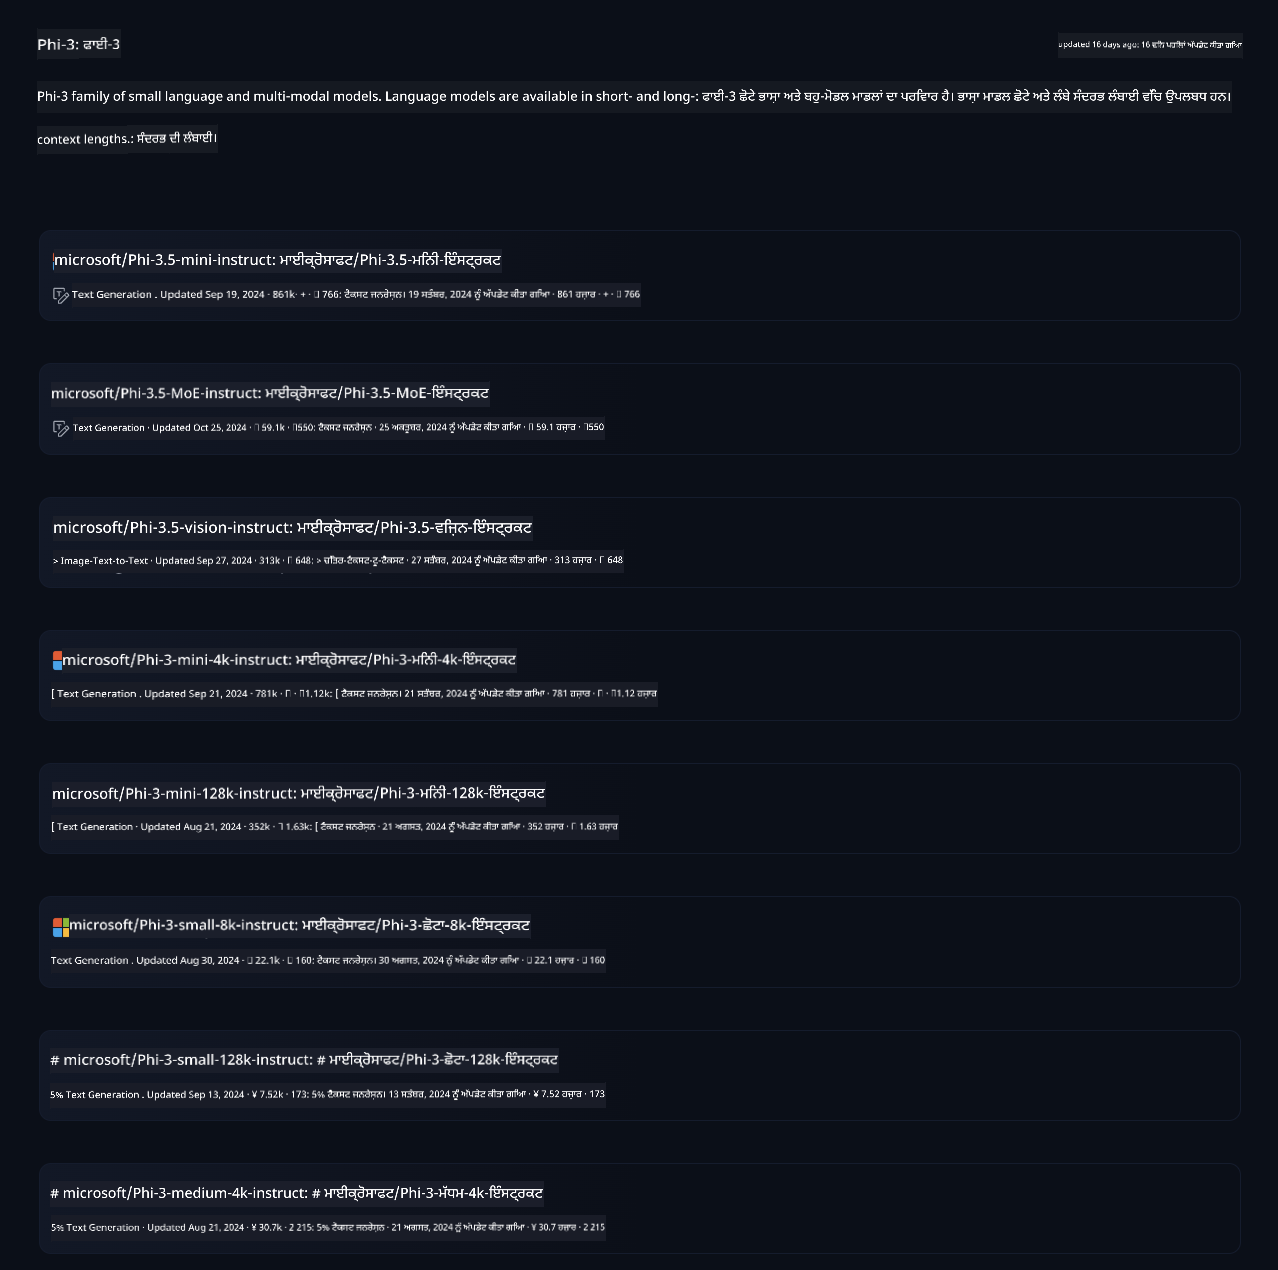 Phi-3: ਫਾਈ-3
updated 16 days ago: 16 ਦਿਨ ਪਹਿਲਾਂ ਅੱਪਡੇਟ ਕੀਤਾ ਗਿਆ
Phi-3 family of small language and multi-modal models. Language models are available in short- and long-: ਫਾਈ-3 ਛੋਟੇ ਭਾਸ਼ਾ ਅਤੇ ਬਹੁ-ਮੋਡਲ ਮਾਡਲਾਂ ਦਾ ਪਰਿਵਾਰ ਹੈ। ਭਾਸ਼ਾ ਮਾਡਲ ਛੋਟੇ ਅਤੇ ਲੰਬੇ ਸੰਦਰਭ ਲੰਬਾਈ ਵਿੱਚ ਉਪਲਬਧ ਹਨ।
context lengths.: ਸੰਦਰਭ ਦੀ ਲੰਬਾਈ।
microsoft/Phi-3.5-mini-instruct: ਮਾਈਕ੍ਰੋਸਾਫਟ/Phi-3.5-ਮਿਨੀ-ਇੰਸਟ੍ਰਕਟ
Text Generation . Updated Sep 19, 2024 · 861k· + · 766: ਟੈਕਸਟ ਜਨਰੇਸ਼ਨ। 19 ਸਤੰਬਰ, 2024 ਨੂੰ ਅੱਪਡੇਟ ਕੀਤਾ ਗਿਆ · 861 ਹਜ਼ਾਰ · + · 766
microsoft/Phi-3.5-MoE-instruct: ਮਾਈਕ੍ਰੋਸਾਫਟ/Phi-3.5-MoE-ਇੰਸਟ੍ਰਕਟ
Text Generation · Updated Oct 25, 2024 · 59.1k · 550: ਟੈਕਸਟ ਜਨਰੇਸ਼ਨ · 25 ਅਕਤੂਬਰ, 2024 ਨੂੰ ਅੱਪਡੇਟ ਕੀਤਾ ਗਿਆ · 59.1 ਹਜ਼ਾਰ · 550
microsoft/Phi-3.5-vision-instruct: ਮਾਈਕ੍ਰੋਸਾਫਟ/Phi-3.5-ਵਿਜ਼ਨ-ਇੰਸਟ੍ਰਕਟ
> Image-Text-to-Text · Updated Sep 27, 2024 · 313k · 648: > ਚਿੱਤਰ-ਟੈਕਸਟ-ਟੂ-ਟੈਕਸਟ · 27 ਸਤੰਬਰ, 2024 ਨੂੰ ਅੱਪਡੇਟ ਕੀਤਾ ਗਿਆ · 313 ਹਜ਼ਾਰ · 648
microsoft/Phi-3-mini-4k-instruct: ਮਾਈਕ੍ਰੋਸਾਫਟ/Phi-3-ਮਿਨੀ-4k-ਇੰਸਟ੍ਰਕਟ
[ Text Generation . Updated Sep 21, 2024 · 781k · · 1.12k: [ ਟੈਕਸਟ ਜਨਰੇਸ਼ਨ। 21 ਸਤੰਬਰ, 2024 ਨੂੰ ਅੱਪਡੇਟ ਕੀਤਾ ਗਿਆ · 781 ਹਜ਼ਾਰ · · 1.12 ਹਜ਼ਾਰ
microsoft/Phi-3-mini-128k-instruct: ਮਾਈਕ੍ਰੋਸਾਫਟ/Phi-3-ਮਿਨੀ-128k-ਇੰਸਟ੍ਰਕਟ
[ Text Generation · Updated Aug 21, 2024 · 352k · 1.63k: [ ਟੈਕਸਟ ਜਨਰੇਸ਼ਨ · 21 ਅਗਸਤ, 2024 ਨੂੰ ਅੱਪਡੇਟ ਕੀਤਾ ਗਿਆ · 352 ਹਜ਼ਾਰ · 1.63 ਹਜ਼ਾਰ
microsoft/Phi-3-small-8k-instruct: ਮਾਈਕ੍ਰੋਸਾਫਟ/Phi-3-ਛੋਟਾ-8k-ਇੰਸਟ੍ਰਕਟ
Text Generation . Updated Aug 30, 2024 · 22.1k · 160: ਟੈਕਸਟ ਜਨਰੇਸ਼ਨ। 30 ਅਗਸਤ, 2024 ਨੂੰ ਅੱਪਡੇਟ ਕੀਤਾ ਗਿਆ · 22.1 ਹਜ਼ਾਰ · 160
# microsoft/Phi-3-small-128k-instruct: # ਮਾਈਕ੍ਰੋਸਾਫਟ/Phi-3-ਛੋਟਾ-128k-ਇੰਸਟ੍ਰਕਟ
5% Text Generation . Updated Sep 13, 2024 · ¥ 7.52k · 173: 5% ਟੈਕਸਟ ਜਨਰੇਸ਼ਨ। 13 ਸਤੰਬਰ, 2024 ਨੂੰ ਅੱਪਡੇਟ ਕੀਤਾ ਗਿਆ · ¥ 7.52 ਹਜ਼ਾਰ · 173
# microsoft/Phi-3-medium-4k-instruct: # ਮਾਈਕ੍ਰੋਸਾਫਟ/Phi-3-ਮੱਧਮ-4k-ਇੰਸਟ੍ਰਕਟ
5% Text Generation · Updated Aug 21, 2024 · ¥ 30.7k · 2 215: 5% ਟੈਕਸਟ ਜਨਰੇਸ਼ਨ · 21 ਅਗਸਤ, 2024 ਨੂੰ ਅੱਪਡੇਟ ਕੀਤਾ ਗਿਆ · ¥ 30.7 ਹਜ਼ਾਰ · 2 215